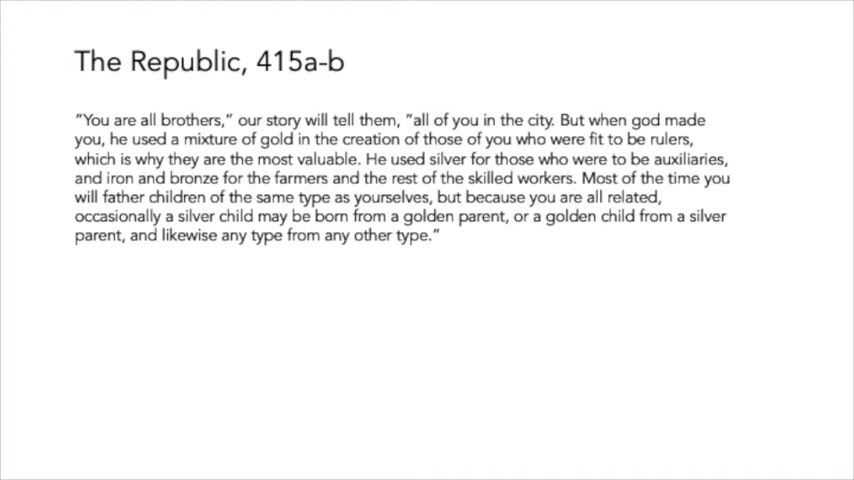 The Republic, 415a-b
“You are all brothers,” our story will tell them, “all of you in the city. But when god made
you, he used a mixture of gold in the creation of those of you who were fit to be rulers,
which is why they are the most valuable. He used silver for those who were to be auxiliaries,
and iron and bronze for the farmers and the rest of the skilled workers. Most of the time you
will father children of the same type as yourselves, but because you are all related,
occasionally a silver child may be born from a golden parent, or a golden child from a silver
parent, and likewise any type from any other type.”